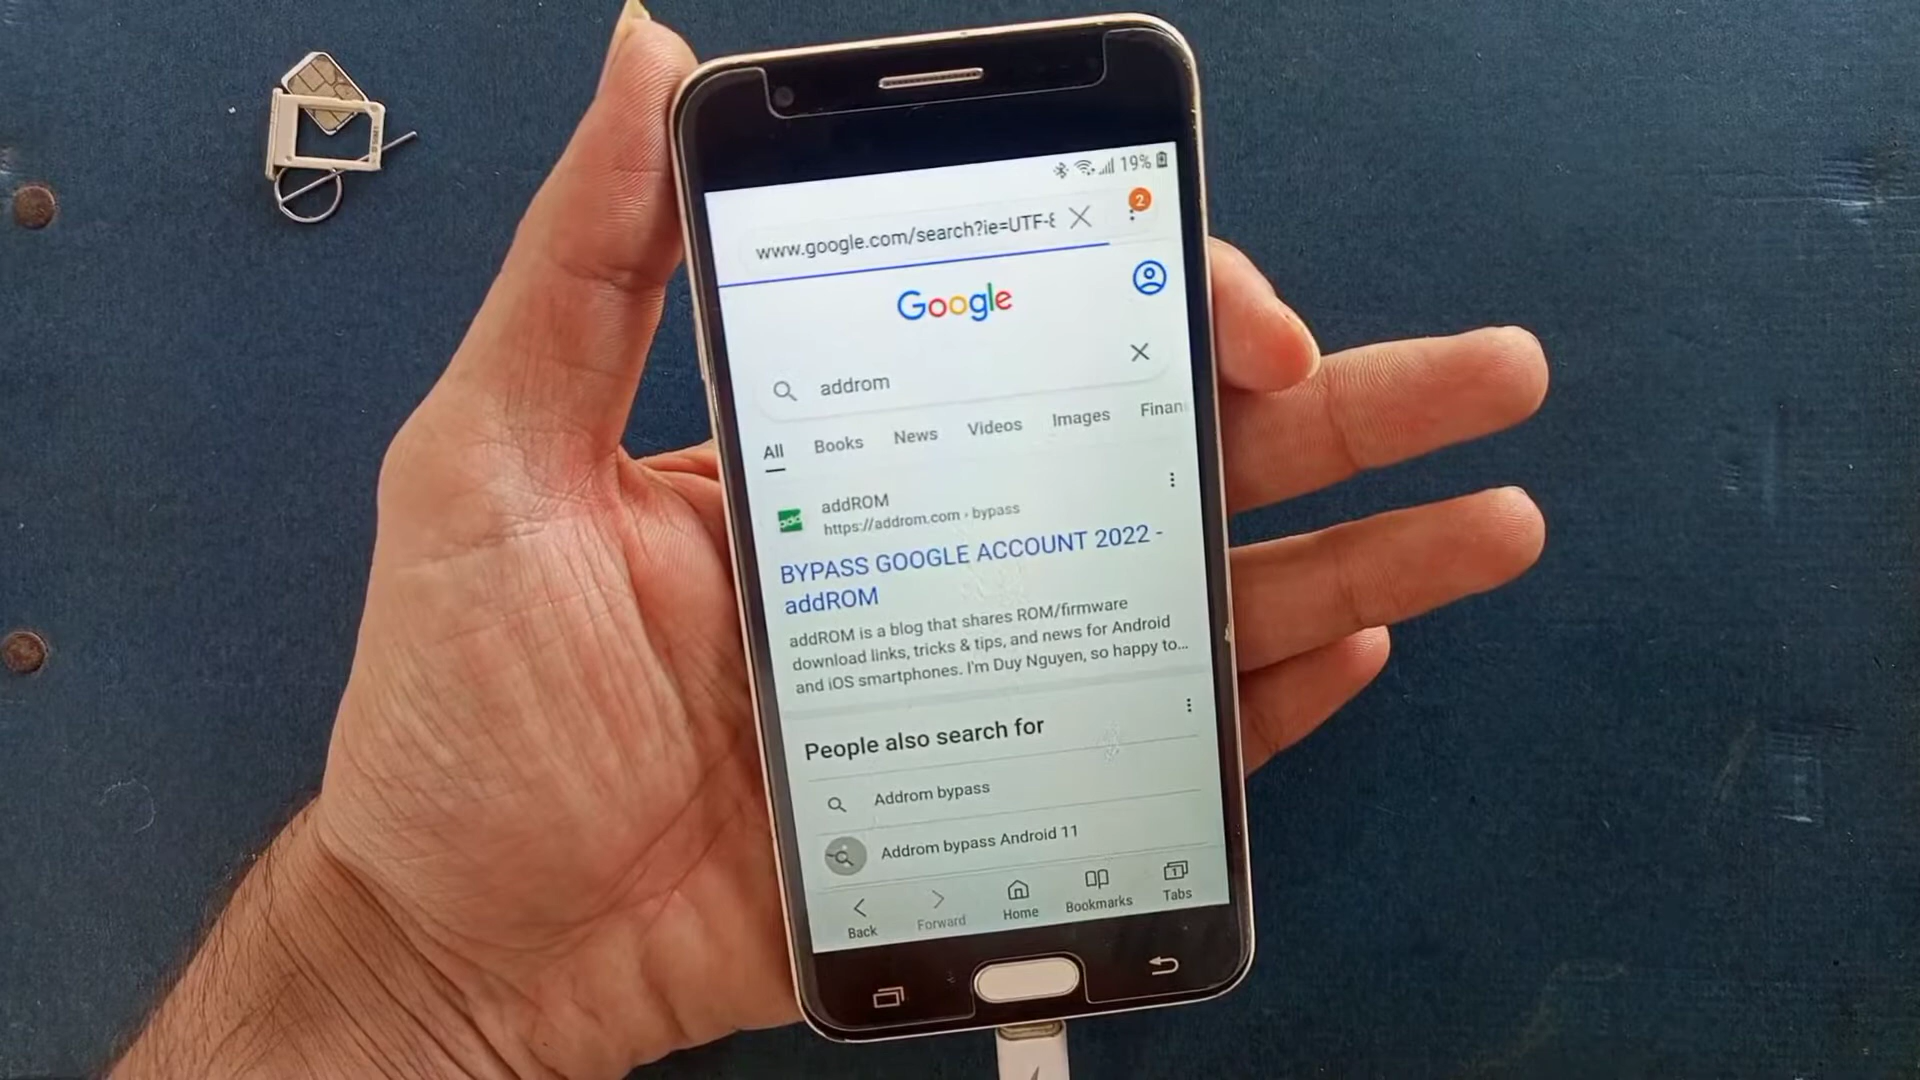 19%
2
www.google.com/search?ie=UTF-8
Google
addrom
All Books News Videos Images Finan
addROM
https://addrom.com › bypass
BYPASS GOOGLE ACCOUNT 2022 -
addROM
addROM is a blog that shares ROM/firmware
download links, tricks & tips, and news for Android
and iOS smartphones. I'm Duy Nguyen, so happy to...
People also search for
Addrom bypass
Addrom bypass Android 11
Back Forward Home Bookmarks Tabs